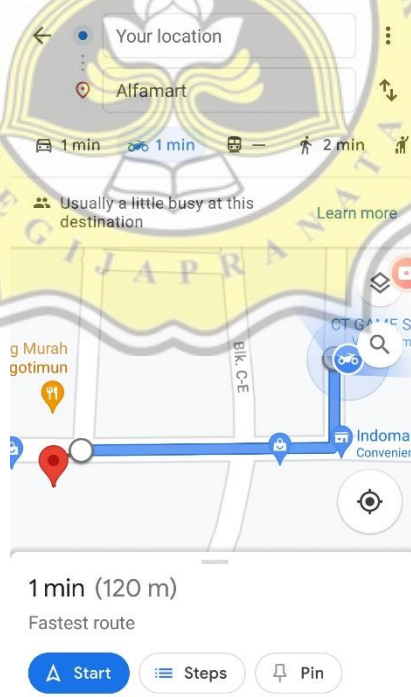 Your location
Alfamart
1 min
1 min
—
2 min
Usually a little busy at this
destination
Learn more
EGIJAPRANATA
CT GAME S
g Murah
gotimun
Blk. C-E
Indoma
Convenien
1 min (120 m)
Fastest route
Start
Steps
Pin